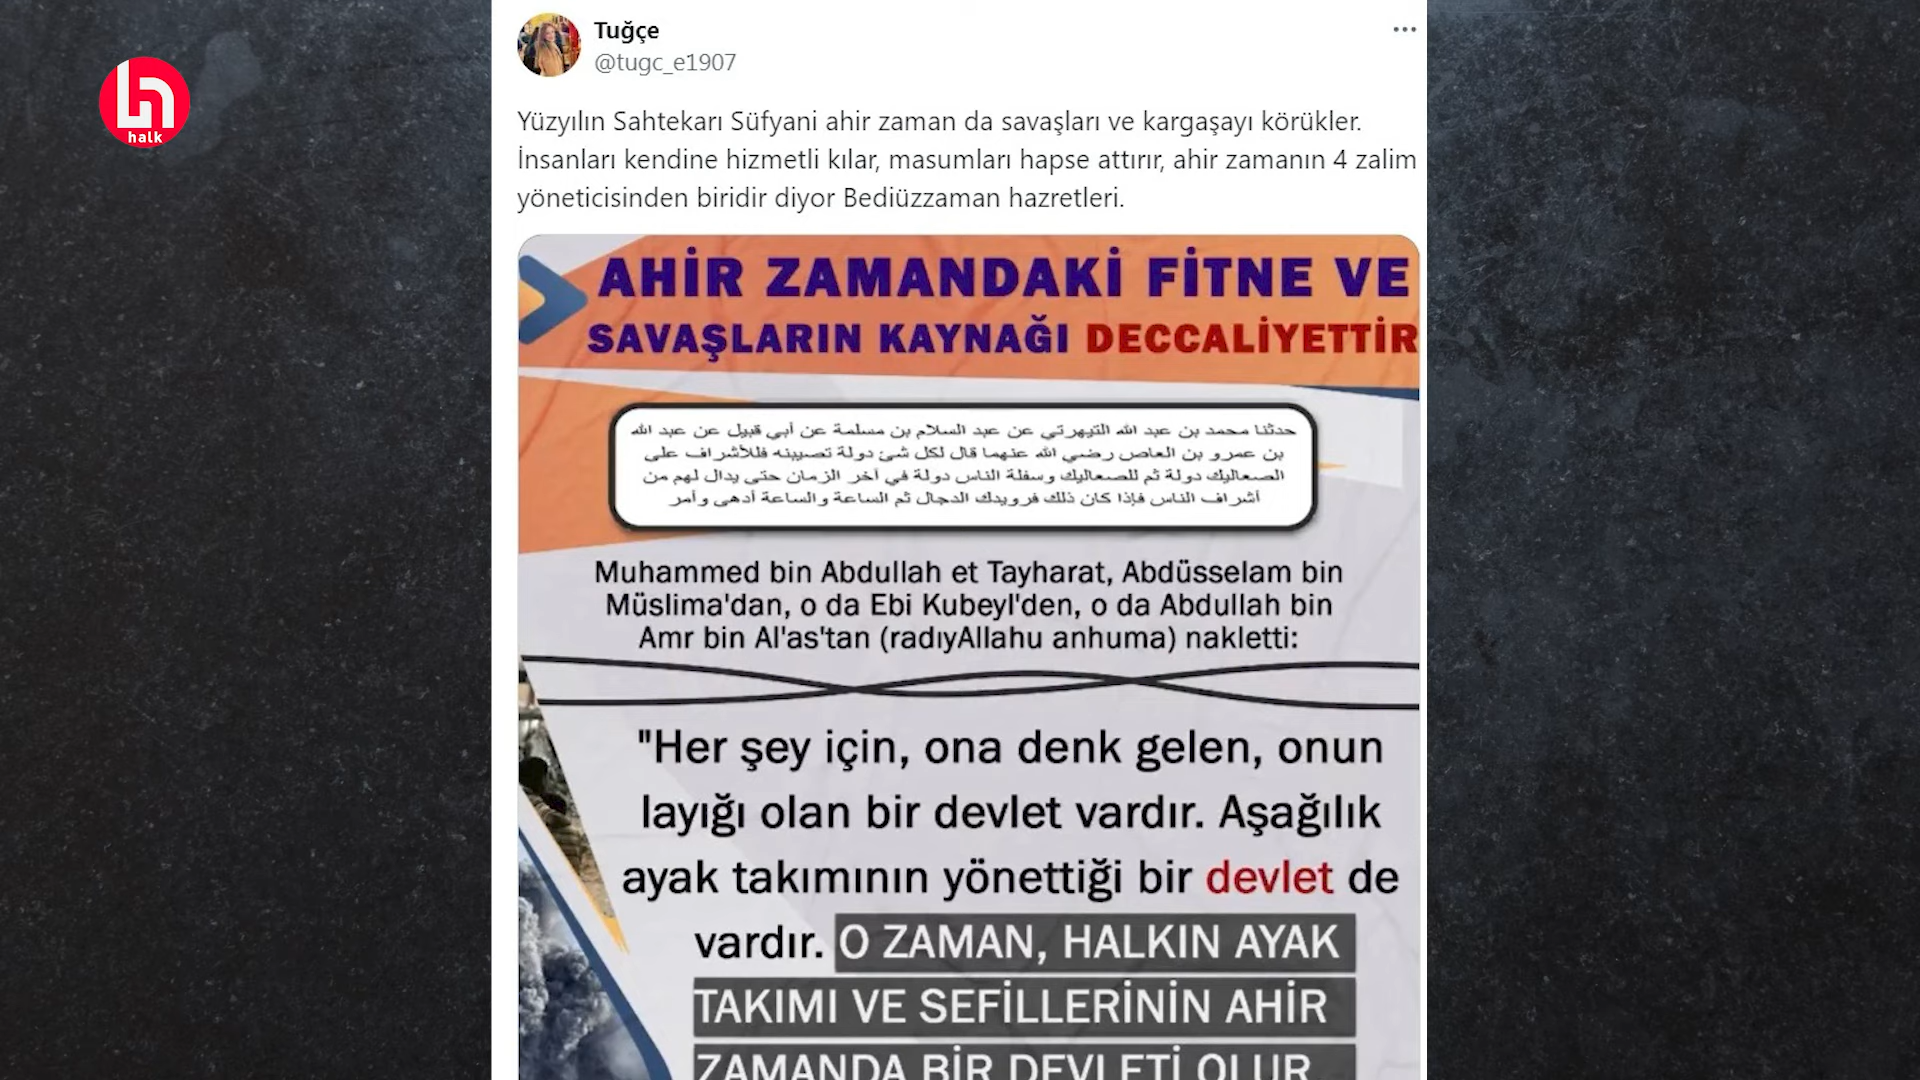 halk
Tuğçe
@tugc_e1907
Yüzyılın Sahtekarı Süfyani ahir zaman da savaşları ve kargaşayı körükler.
İnsanları kendine hizmetli kılar, masumları hapse attırır, ahir zamanın 4 zalim
yöneticisinden biridir diyor Bediüzzaman hazretleri.
AHİR ZAMANDAKİ FİTNE VE
SAVAŞLARIN KAYNAĞI DECCALİYETTİR
حدثنا محمد بن عبد الله التيهرتي عن عبد السلام بن مسلمة عن أبي قبيل عن عبد الله
بن عمرو بن العاص رضي الله عنهما قال لكل شئ دولة تصيبنه فللأشراف على
الصعاليك دولة ثم للصعاليك وسفلة الناس دولة في آخر الزمان حتى يدال لهم من
أشراف الناس فإذا كان ذلك فرويدك الدجال ثم الساعة والساعة أدهى وأمر
Muhammed bin Abdullah et Tayharat, Abdüsselam bin
Müslima'dan, o da Ebi Kubeyl'den, o da Abdullah bin
Amr bin Al'as'tan (radıyAllahu anhuma) nakletti:
"Her şey için, ona denk gelen, onun
layığı olan bir devlet vardır. Aşağılık
ayak takımının yönettiği bir devlet de
vardır. O ZAMAN, HALKIN AYAK
TAKIMI VE SEFİLLERİNİN AHİR
ZAMANDA BİR DEVLETİ OLUR